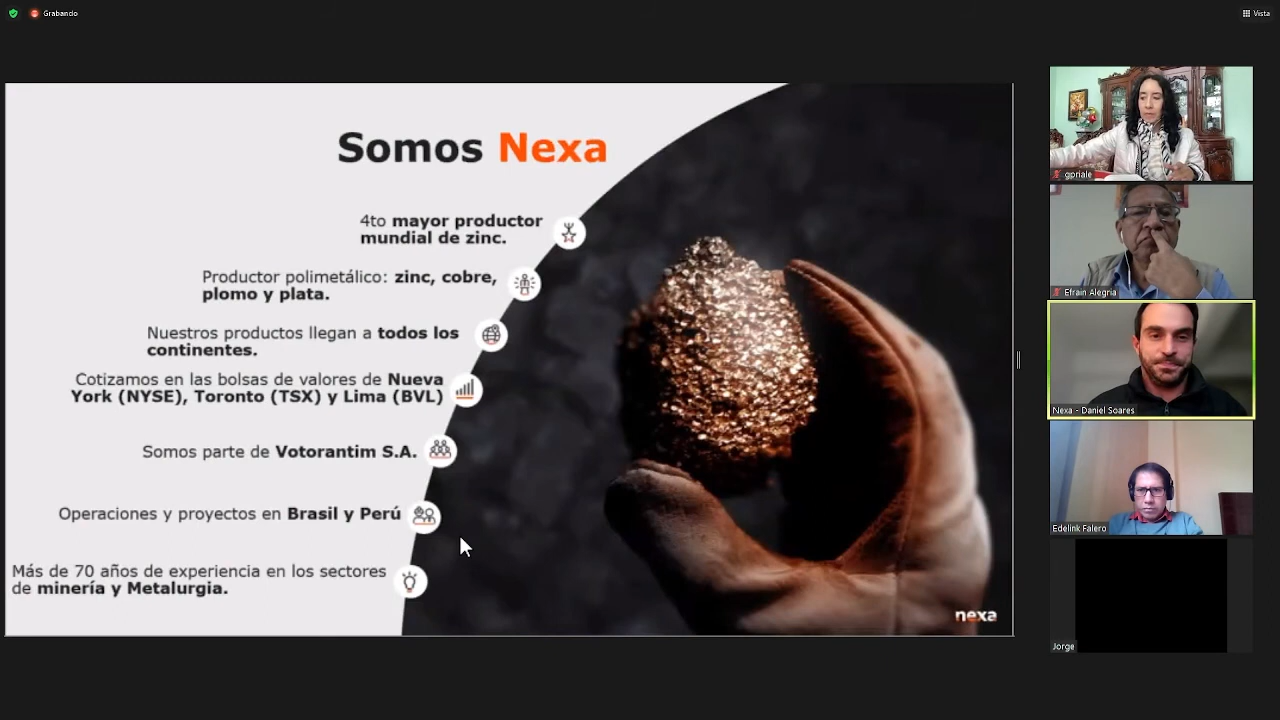 Grabando
Vista
Somos Nexa
4to mayor productor
mundial de zinc.
Productor polimetálico: zinc, cobre,
plomo y plata.
Nuestros productos llegan a todos los
continentes.
Cotizamos en las bolsas de valores de Nueva
York (NYSE), Toronto (TSX) y Lima (BVL)
Somos parte de Votorantim S.A.
Operaciones y proyectos en Brasil y Perú
Más de 70 años de experiencia en los sectores
de minería y Metalurgia.
nexa
gpriale
Efrain Alegria
Nexa - Daniel Soares
Edelink Falero
Jorge